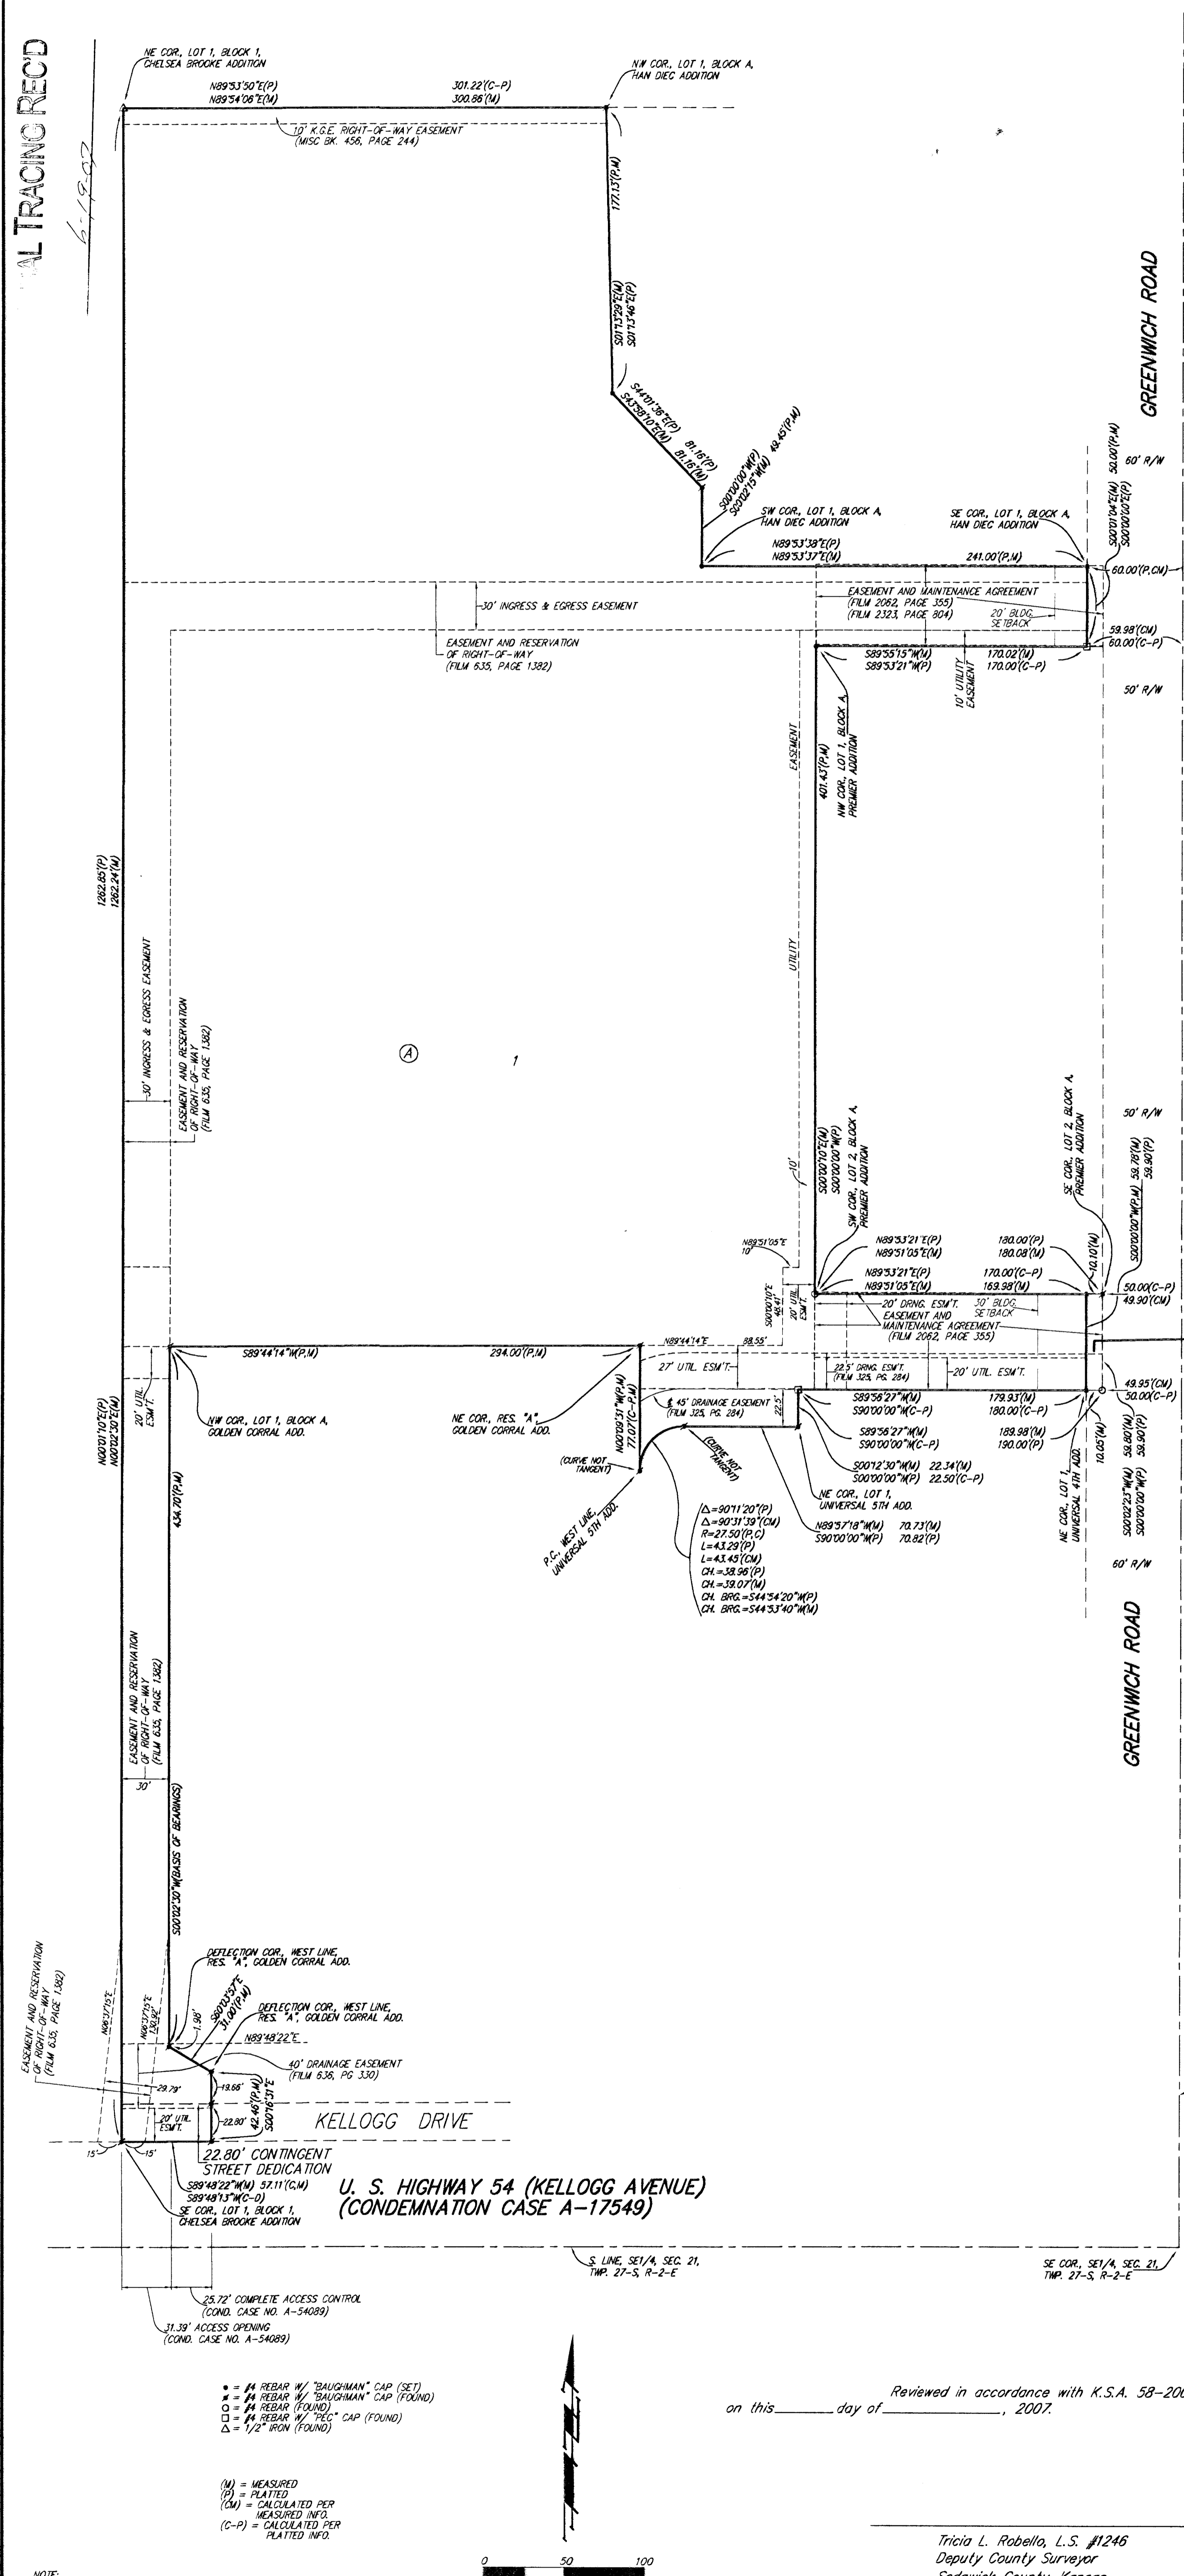 AL TRACING REC'D
6-19-07
NE COR., LOT 1, BLOCK 1,
CHELSEA BROOKE ADDITION
N89°53'50"E(P)
N89°54'06"E(M)
301.22'(C-P)
300.86'(M)
NW COR., LOT 1, BLOCK A,
HAN DIEC ADDITION
10' K.G.E. RIGHT-OF-WAY EASEMENT
(MISC BK. 456, PAGE 244)
177.13'(P,M)
S01°13'29"E(M)
S01°13'46"E(P)
GREENWICH ROAD
S44°01'36"E(P)
S43°58'10"E(M)
81.16'(P)
81.16'(M)
S00°00'00"W(P)
S00°02'15"W(M) 49.45'(P,M)
60' R/W
S00°01'04"E(M) 50.00'(P,M)
S00°00'00"E(P)
SW COR., LOT 1, BLOCK A,
HAN DIEC ADDITION
SE COR., LOT 1, BLOCK A,
HAN DIEC ADDITION
N89°53'38"E(P)
N89°53'37"E(M)
241.00'(P,M)
60.00'(P,CM)
30' INGRESS & EGRESS EASEMENT
EASEMENT AND MAINTENANCE AGREEMENT
(FILM 2062, PAGE 355)
(FILM 2323, PAGE 804)
20' BLDG.
SETBACK
59.98'(CM)
60.00'(C-P)
EASEMENT AND RESERVATION
OF RIGHT-OF-WAY
(FILM 635, PAGE 1382)
S89°55'15"W(M)
S89°53'21"W(P)
170.02'(M)
170.00'(C-P)
10' UTILITY
EASEMENT
50' R/W
EASEMENT
401.43'(P,M)
NW COR., LOT 1, BLOCK A,
PREMIER ADDITION
1262.85'(P)
1262.24'(M)
UTILITY
30' INGRESS & EGRESS EASEMENT
EASEMENT AND RESERVATION
OF RIGHT-OF-WAY
(FILM 635, PAGE 1382)
A
1
50' R/W
10'
S00°00'10"E(M)
S00°00'00"W(P)
SW COR., LOT 2, BLOCK A,
PREMIER ADDITION
SE COR., LOT 2, BLOCK A,
PREMIER ADDITION
S00°00'00"W(P,M) 59.78'(M)
59.90'(P)
N89°51'05"E
10'
N89°53'21"E(P)
N89°51'05"E(M)
180.00'(P)
180.08'(M)
10.10'(M)
N89°53'21"E(P)
N89°51'05"E(M)
170.00'(C-P)
169.98'(M)
50.00'(C-P)
49.90'(CM)
S00°00'10"E
48.41'
20' UTIL.
ESM'T.
20' DRNG. ESM'T.
EASEMENT AND
MAINTENANCE AGREEMENT
(FILM 2062, PAGE 355)
30' BLDG.
SETBACK
S89°44'14"W(P,M)
294.00'(P,M)
N89°44'14"E
88.55'
27' UTIL. ESM'T.
22.5' DRNG. ESM'T.
(FILM 325, PG. 284)
20' UTIL. ESM'T.
49.95'(CM)
50.00'(C-P)
N00°01'10"E(P)
N00°02'30"E(M)
20' UTIL.
ESM'T.
NW COR., LOT 1, BLOCK A,
GOLDEN CORRAL ADD.
NE COR., RES. "A",
GOLDEN CORRAL ADD.
N00°09'31"W(P,M)
77.07'(C-P,M)
℄ 45' DRAINAGE EASEMENT
(FILM 325, PG. 284)
22.5'
S89°56'27"W(M)
S90°00'00"W(C-P)
179.93'(M)
180.00'(C-P)
S89°56'27"W(M)
S90°00'00"W(C-P)
189.98'(M)
190.00'(P)
10.05'(M)
S00°12'30"W(M) 22.34'(M)
S00°00'00"W(P) 22.50'(C-P)
NE COR., LOT 1,
UNIVERSAL 4TH ADD.
S00°02'23"W(M) 59.80'(M)
S00°00'00"W(P) 59.90'(P)
(CURVE NOT
TANGENT)
(CURVE NOT
TANGENT)
NE COR., LOT 1,
UNIVERSAL 5TH ADD.
434.70'(P,M)
P.C., WEST LINE,
UNIVERSAL 5TH ADD.
Δ=90°11'20"(P)
Δ=90°31'39"(CM)
R=27.50'(P,C)
L=43.29'(P)
L=43.45'(CM)
CH.=38.96'(P)
CH.=39.07'(M)
CH. BRG.=S44°54'20"W(P)
CH. BRG.=S44°53'40"W(M)
N89°57'18"W(M) 70.73'(M)
S90°00'00"W(P) 70.82'(P)
60' R/W
GREENWICH ROAD
EASEMENT AND RESERVATION
OF RIGHT-OF-WAY
(FILM 635, PAGE 1382)
30'
S00°02'30"W(BASIS OF BEARINGS)
DEFLECTION COR., WEST LINE,
RES. "A", GOLDEN CORRAL ADD.
EASEMENT AND RESERVATION
OF RIGHT-OF-WAY
(FILM 635, PAGE 1382)
N06°37'15"E
N06°37'15"E
130.92'
1.98'
S60°03'57"E
31.00'(P,M)
DEFLECTION COR., WEST LINE,
RES. "A", GOLDEN CORRAL ADD.
N89°48'22"E
40' DRAINAGE EASEMENT
(FILM 636, PG 330)
29.79'
19.66'
42.46'(P,M)
S00°16'31"E
20' UTIL.
ESM'T.
22.80'
KELLOGG DRIVE
15'
15'
22.80' CONTINGENT
STREET DEDICATION
S89°48'22"W(M) 57.11'(C,M)
S89°48'13"W(C-D)
SE COR., LOT 1, BLOCK 1,
CHELSEA BROOKE ADDITION
U. S. HIGHWAY 54 (KELLOGG AVENUE)
(CONDEMNATION CASE A-17549)
S. LINE, SE1/4, SEC. 21,
TWP. 27-S, R-2-E
SE COR., SE1/4, SEC. 21,
TWP. 27-S, R-2-E
25.72' COMPLETE ACCESS CONTROL
(COND. CASE NO. A-54089)
31.39' ACCESS OPENING
(COND. CASE NO. A-54089)
● = #4 REBAR W/ "BAUGHMAN" CAP (SET)
= #4 REBAR W/ "BAUGHMAN" CAP (FOUND)
○ = #4 REBAR (FOUND)
□ = #4 REBAR W/ "PEC" CAP (FOUND)
△ = 1/2" IRON (FOUND)
Reviewed in accordance with K.S.A. 58-200
on this________ day of________________, 2007.
(M) = MEASURED
(P) = PLATTED
(CM) = CALCULATED PER
MEASURED INFO.
(C-P) = CALCULATED PER
PLATTED INFO.
0 50 100
Tricia L. Robello, L.S. #1246
Deputy County Surveyor
Sedgwick County, Kansas
NOTE: